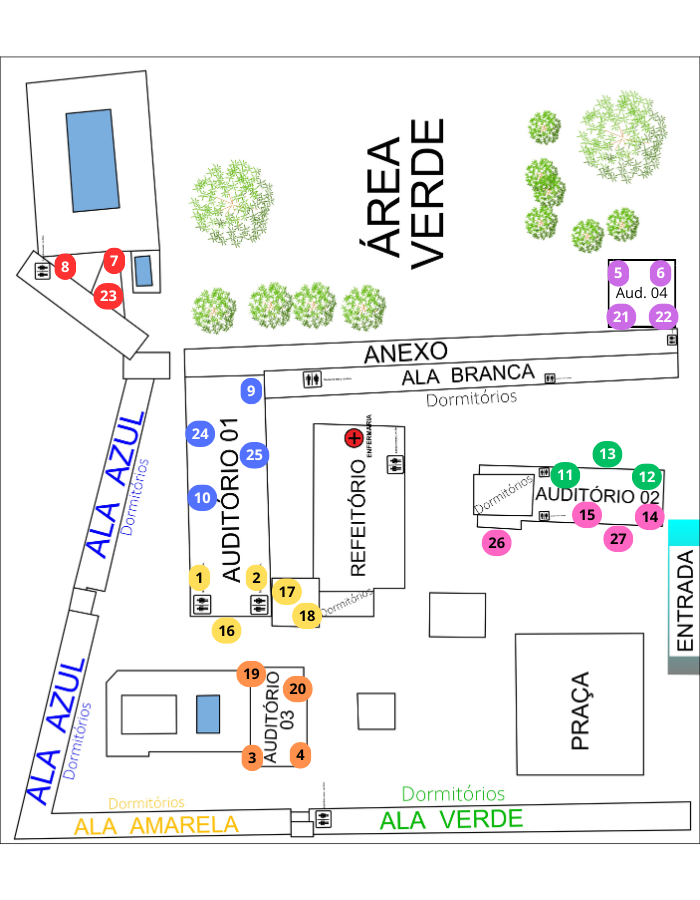 ÁREA
VERDE
8
7
23
5
6
Aud. 04
21
22
ANEXO
ALA BRANCA
Dormitórios
9
24
25
10
AUDITÓRIO 01
1
2
16
17
18
Dormitórios
REFEITÓRIO
ENFERMARIA
13
11
12
AUDITÓRIO 02
Dormitórios
15
14
26
27
ENTRADA
ALA AZUL
Dormitórios
ALA AZUL
Dormitórios
19
20
AUDITÓRIO
03
3
4
PRAÇA
Dormitórios
ALA AMARELA
Dormitórios
ALA VERDE